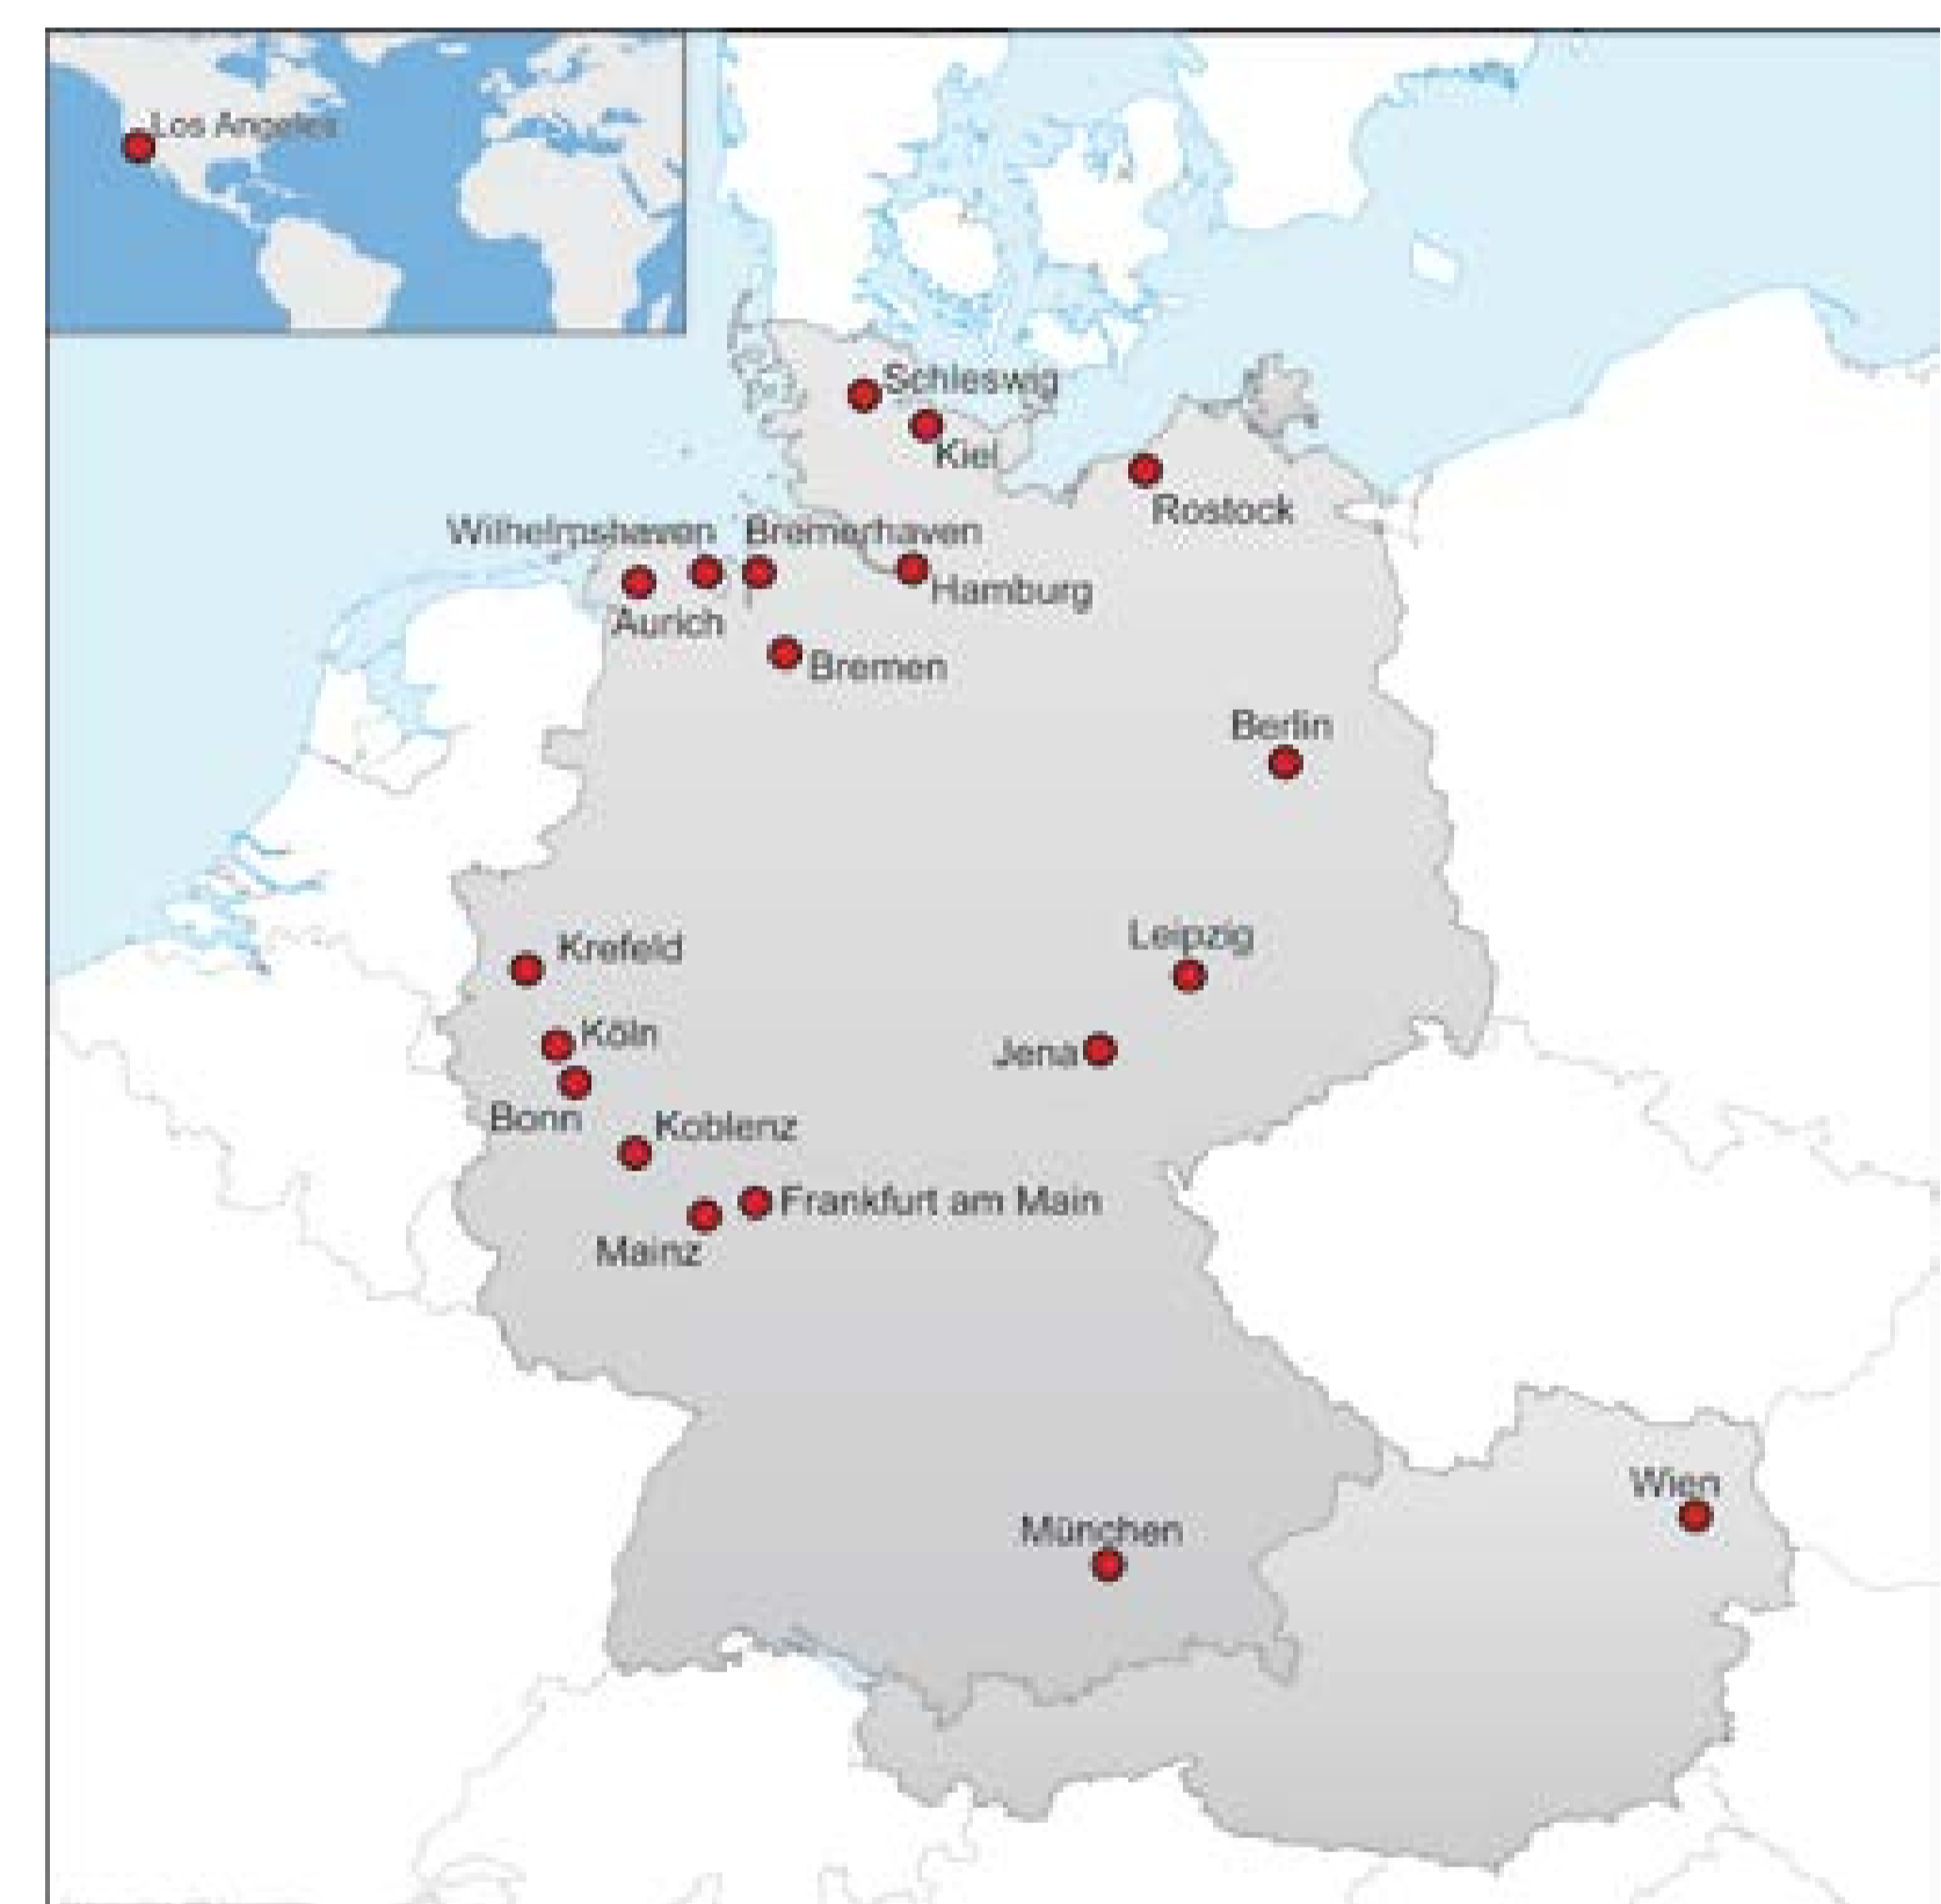 Los Angeles
Schleswig
Kiel
Rostock
Wilhelmshaven
Bremerhaven
Hamburg
Aurich
Bremen
Berlin
Krefeld
Leipzig
Köln
Jena
Bonn
Koblenz
Frankfurt am Main
Mainz
Wien
München